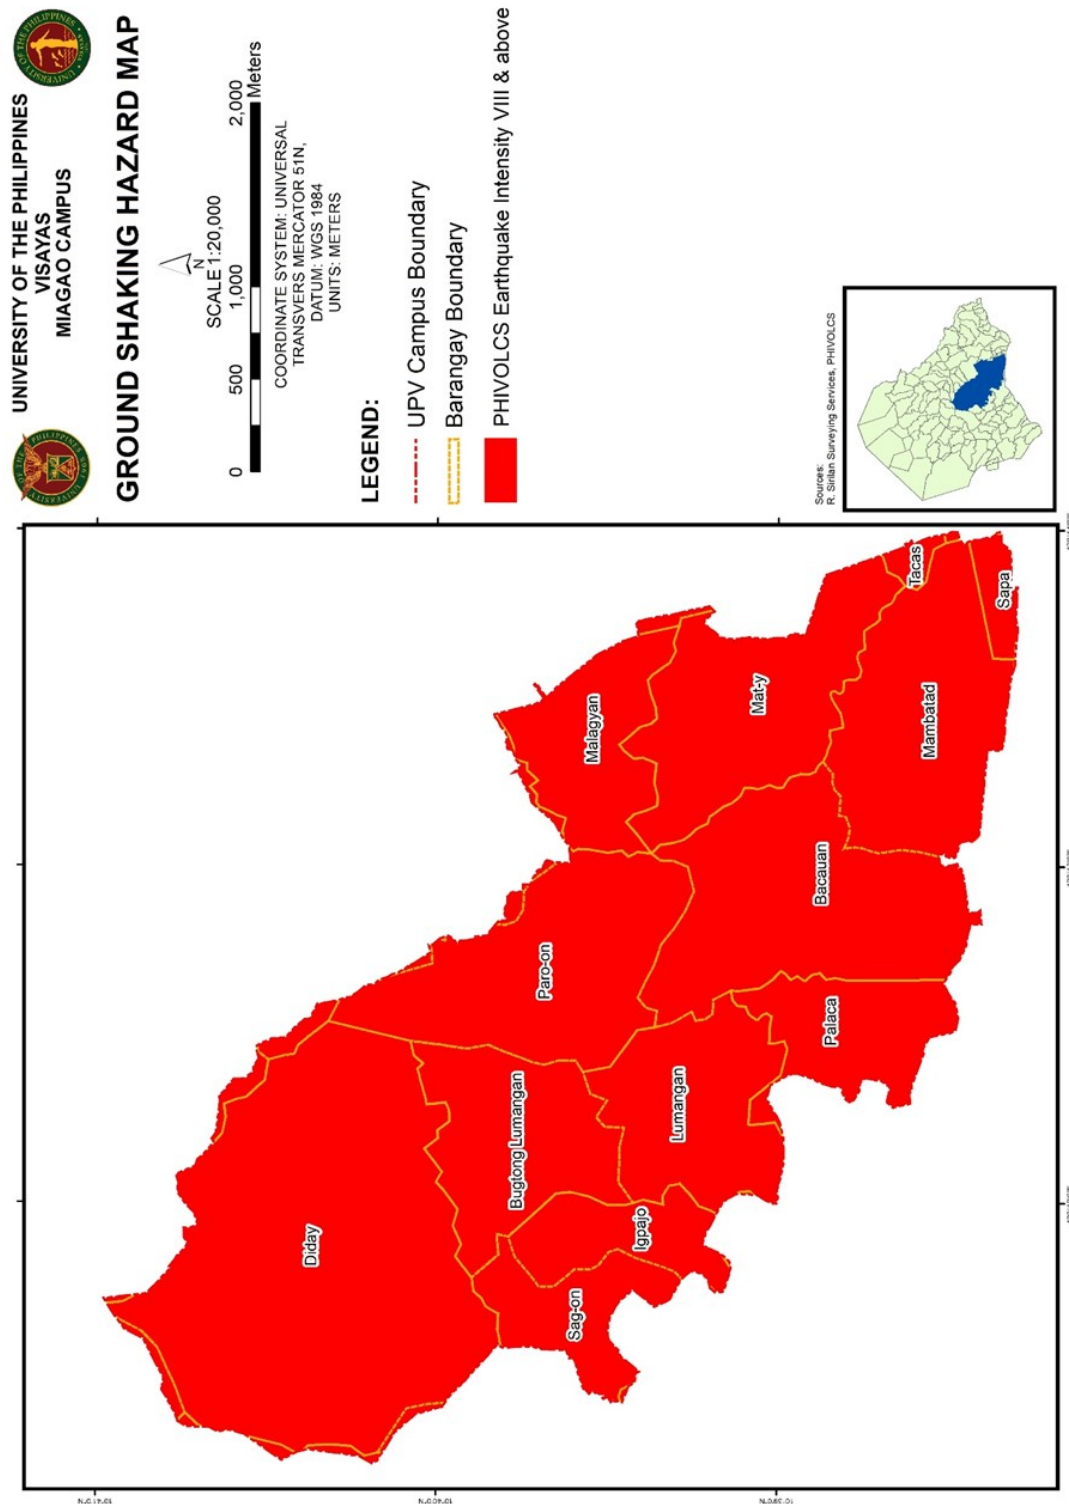 UNIVERSITY OF THE PHILIPPINES
VISAYAS
MIAGAO CAMPUS
GROUND SHAKING HAZARD MAP
N
SCALE 1:20,000
0 500 1,000 2,000
Meters
COORDINATE SYSTEM: UNIVERSAL
TRANSVERS MERCATOR 51N,
DATUM: WGS 1984
UNITS: METERS
LEGEND:
UPV Campus Boundary
Barangay Boundary
PHIVOLCS Earthquake Intensity VIII & above
Sources:
R. Sirilan Surveying Services, PHIVOLCS
Diday
Malagyan
Paro-on
Bugtong Lumangan
Sag-on
Igpajo
Lumangan
Mat-y
Bacauan
Palaca
Tacas
Mambatad
Sapa